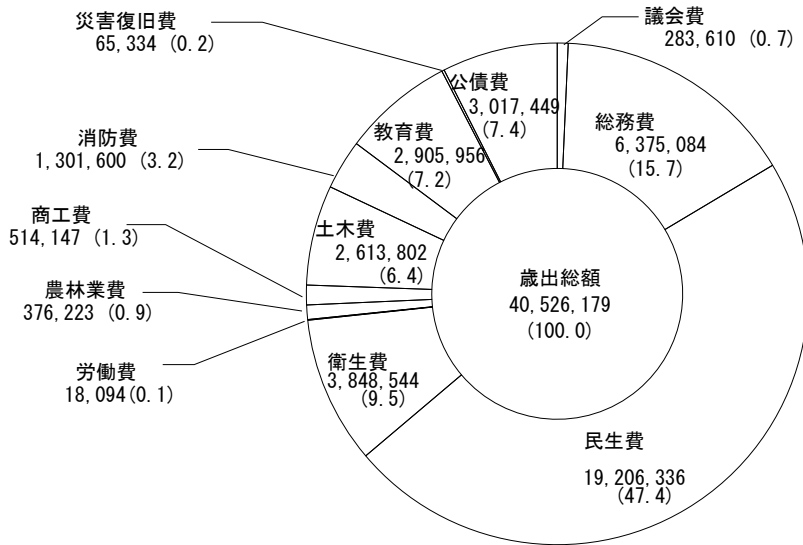 議会費
283,610 (0.7)
総務費
6,375,084
(15.7)
民生費
19,206,336
(47.4)
衛生費
3,848,544
(9.5)
労働費
18,094(0.1)
農林業費
376,223 (0.9)
商工費
514,147 (1.3)
土木費
2,613,802
(6.4)
消防費
1,301,600 (3.2)
教育費
2,905,956
(7.2)
災害復旧費
65,334 (0.2)
公債費
3,017,449
(7.4)
歳出総額
40,526,179
(100.0)